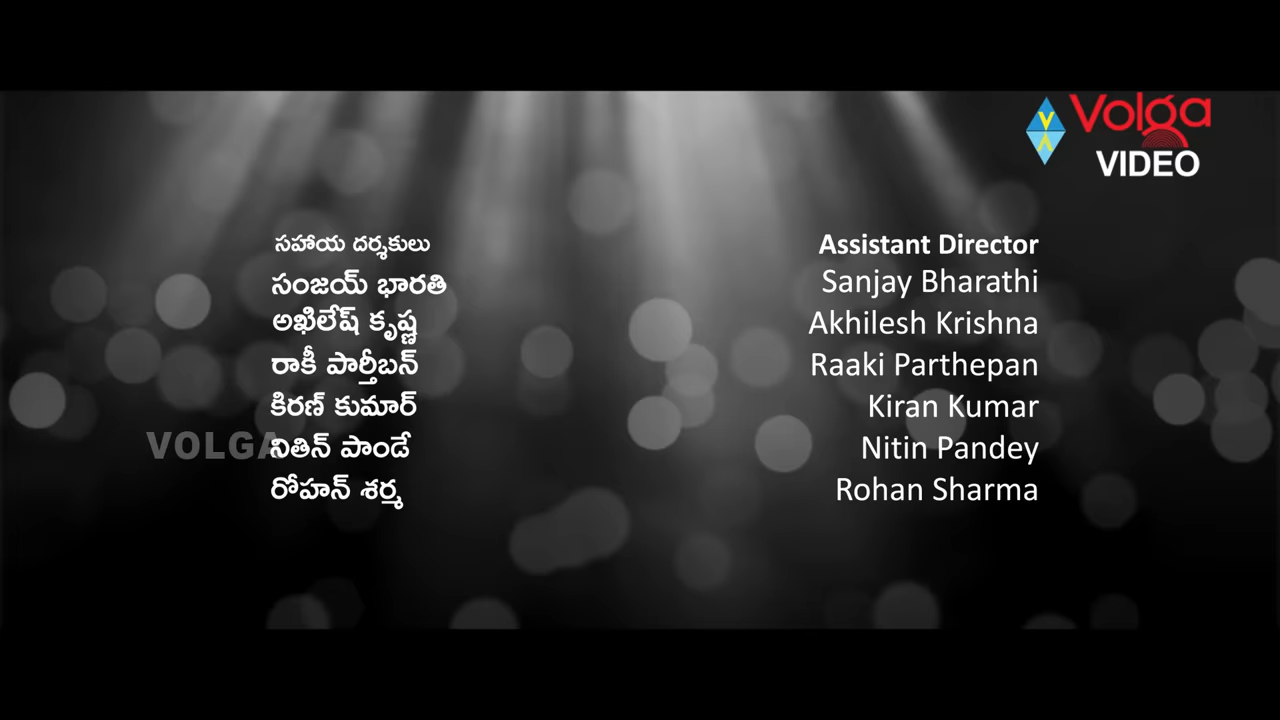 Volga
VIDEO
సహాయ దర్శకులు Assistant Director
సంజయ్ భారతి Sanjay Bharathi
అఖిలేష్ కృష్ణ Akhilesh Krishna
రాకీ పార్తీబన్ Raaki Parthepan
కిరణ్ కుమార్ Kiran Kumar
VOLGA నితిన్ పాండే Nitin Pandey
రోహన్ శర్మ Rohan Sharma